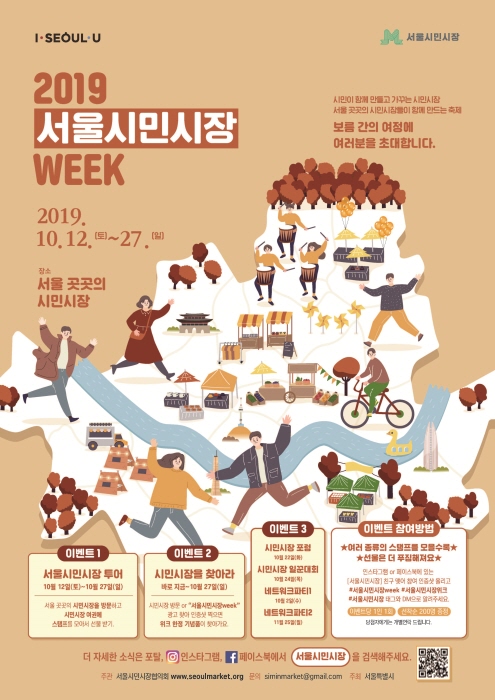 I·SEOUL·U
서울시민시장
2019
서울시민시장
WEEK
시민이 함께 만들고 가꾸는 시민시장
서울 곳곳의 시민시장들이 함께 만드는 축제
보름 간의 여정에
여러분을 초대합니다.
2019.
10. 12. (토)~27. (일)
장소
서울 곳곳의
시민시장
이벤트 1
서울시민시장 투어
10월 12일(토)~10월 27일(일)
서울 곳곳의 시민시장을 방문하고
시민시장 여권에
스탬프를 모아서 선물 받기.
이벤트 2
시민시장을 찾아라
바로 지금~10월 27일(일)
시민시장 방문 or "서울시민시장week"
광고 찾아 인증샷 찍으면
위크 한정 기념품이 찾아가요.
이벤트 3
시민시장 포럼
10월 22일(화)
시민시장 일꾼대회
10월 24일(목)
네트워크파티1
10월 2일(수)
네트워크파티2
11월 25일(월)
이벤트 참여방법
★여러 종류의 스탬프를 모을수록★
★선물은 더 푸짐해져요★
인스타그램 or 페이스북에 있는
[서울시민시장] 친구 맺어 참여 인증샷 올리고
#서울시민시장week #서울시민시장위크
#서울시민시장 태그와 DM으로 알려주세요.
이벤트당 1인 1회 선착순 200명 증정
당첨자에게는 개별연락 드립니다.
더 자세한 소식은 포탈, 인스타그램, 페이스북에서 서울시민시장 을 검색해주세요.
주관 서울시민시장협의회 www.seoulmarket.org 문의 siminmarket@gmail.com 주최 서울특별시